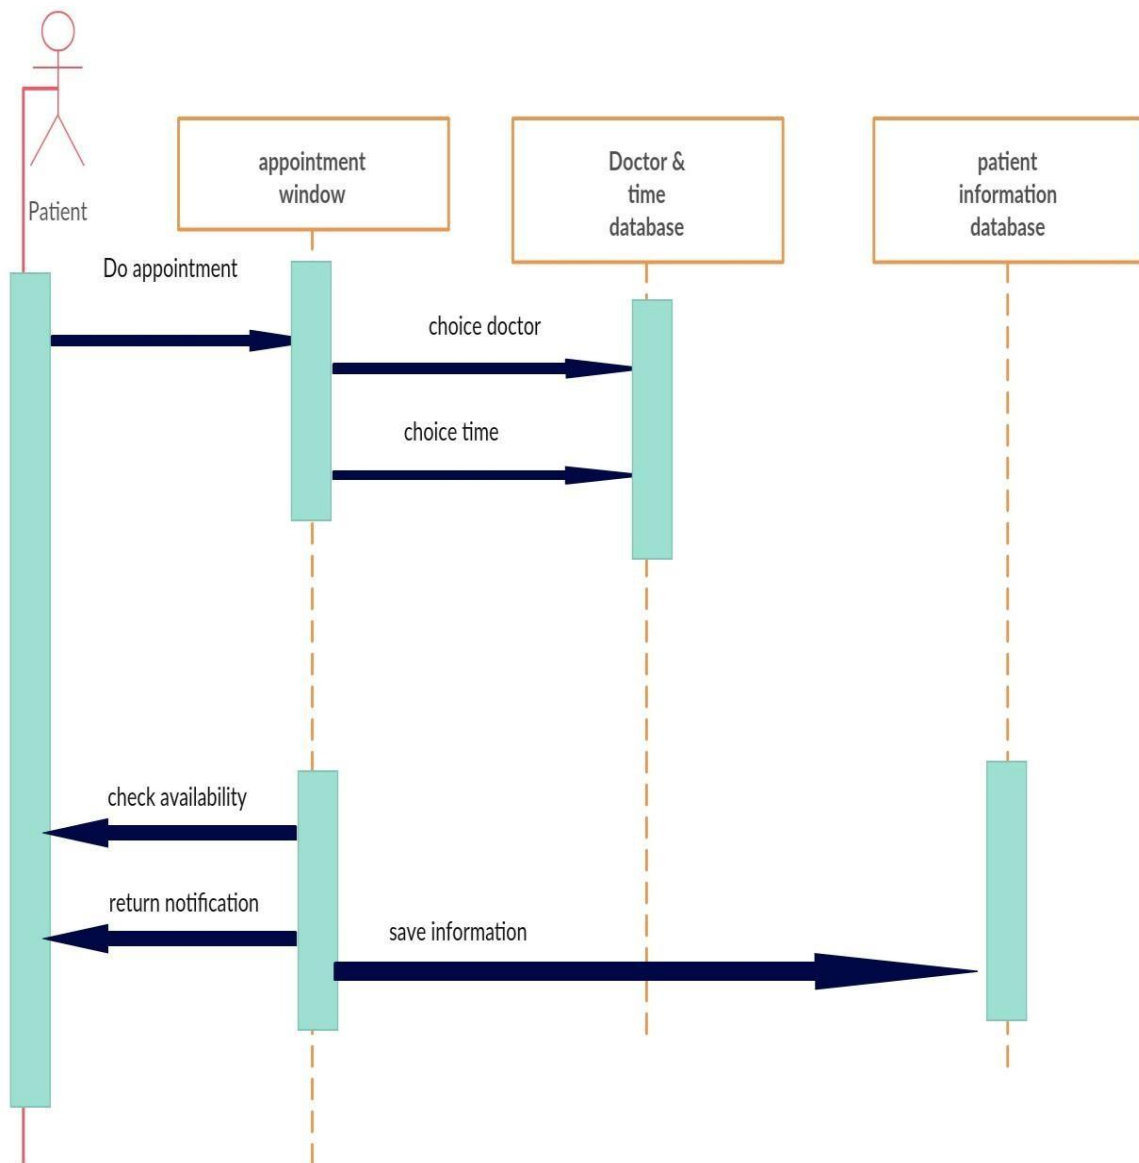 Patient
appointment
window
Doctor &
time
database
patient
information
database
Do appointment
choice doctor
choice time
check availability
return notification
save information